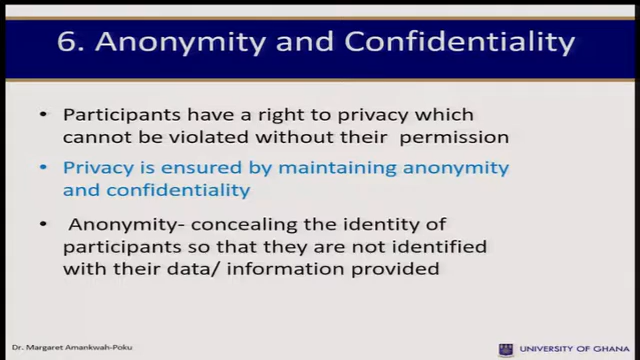 6. Anonymity and Confidentiality
• Participants have a right to privacy which
cannot be violated without their permission
• Privacy is ensured by maintaining anonymity
and confidentiality
• Anonymity- concealing the identity of
participants so that they are not identified
with their data/ information provided
Dr. Margaret Amankwah-Poku
UNIVERSITY OF GHANA